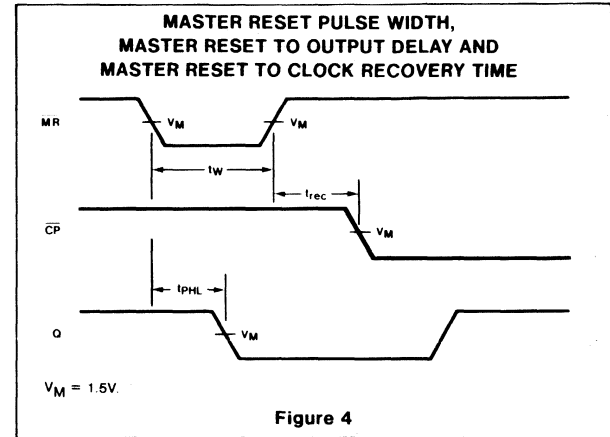 MASTER RESET PULSE WIDTH,
MASTER RESET TO OUTPUT DELAY AND
MASTER RESET TO CLOCK RECOVERY TIME
MR VM VM
tW
trec
CP VM
tPHL
Q VM
VM = 1.5V.
Figure 4